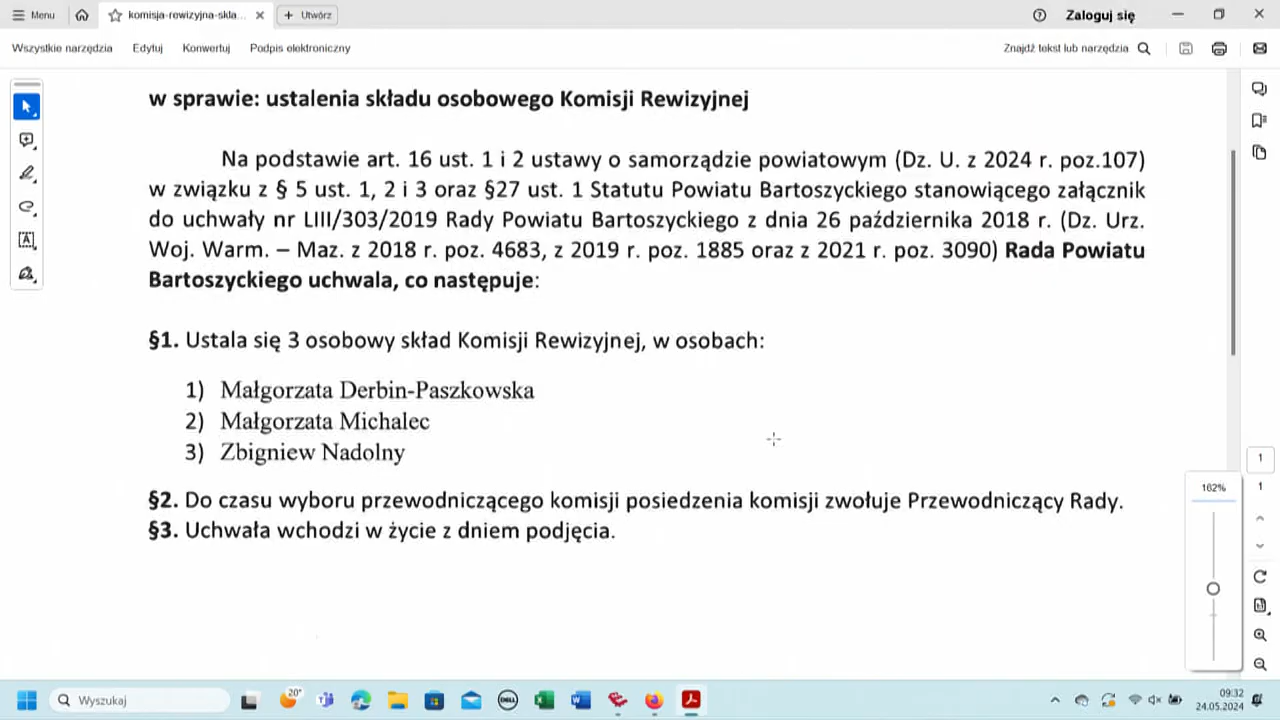 Menu
komisja-rewizyjna-skla...
Utwórz
Zaloguj się
Wszystkie narzędzia Edytuj Konwertuj Podpis elektroniczny
Znajdź tekst lub narzędzia
w sprawie: ustalenia składu osobowego Komisji Rewizyjnej
Na podstawie art. 16 ust. 1 i 2 ustawy o samorządzie powiatowym (Dz. U. z 2024 r. poz.107)
w związku z § 5 ust. 1, 2 i 3 oraz §27 ust. 1 Statutu Powiatu Bartoszyckiego stanowiącego załącznik
do uchwały nr LIII/303/2019 Rady Powiatu Bartoszyckiego z dnia 26 października 2018 r. (Dz. Urz.
Woj. Warm. – Maz. z 2018 r. poz. 4683, z 2019 r. poz. 1885 oraz z 2021 r. poz. 3090) Rada Powiatu
Bartoszyckiego uchwala, co następuje:
§1. Ustala się 3 osobowy skład Komisji Rewizyjnej, w osobach:
1) Małgorzata Derbin-Paszkowska
2) Małgorzata Michalec
3) Zbigniew Nadolny
§2. Do czasu wyboru przewodniczącego komisji posiedzenia komisji zwołuje Przewodniczący Rady.
§3. Uchwała wchodzi w życie z dniem podjęcia.
1
1
162%
Wyszukaj
20°
DELL
09:32
24.05.2024